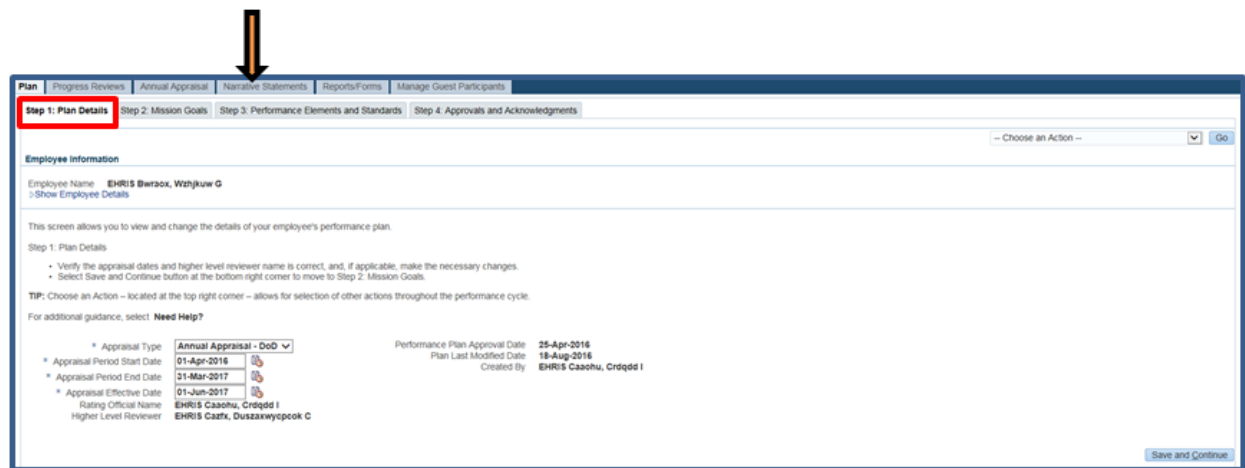 Plan Progress Reviews Annual Appraisal Narrative Statements Reports/Forms Manage Guest Participants
Step 1: Plan Details Step 2: Mission Goals Step 3: Performance Elements and Standards Step 4: Approvals and Acknowledgments
-- Choose an Action -- Go
Employee Information
Employee Name EHRIS Bwraox, Wzhjkuw G
Show Employee Details
This screen allows you to view and change the details of your employee's performance plan.
Step 1: Plan Details
• Verify the appraisal dates and higher level reviewer name is correct, and, if applicable, make the necessary changes.
• Select Save and Continue button at the bottom right corner to move to Step 2: Mission Goals.
TIP: Choose an Action – located at the top right corner – allows for selection of other actions throughout the performance cycle.
For additional guidance, select Need Help?
* Appraisal Type Annual Appraisal - DoD Performance Plan Approval Date 25-Apr-2016
* Appraisal Period Start Date 01-Apr-2016 Plan Last Modified Date 18-Aug-2016
* Appraisal Period End Date 31-Mar-2017 Created By EHRIS Caaohu, Crdqdd I
* Appraisal Effective Date 01-Jun-2017
Rating Official Name EHRIS Caaohu, Crdqdd I
Higher Level Reviewer EHRIS Cazfx, Duszaxwycpcok C
Save and Continue